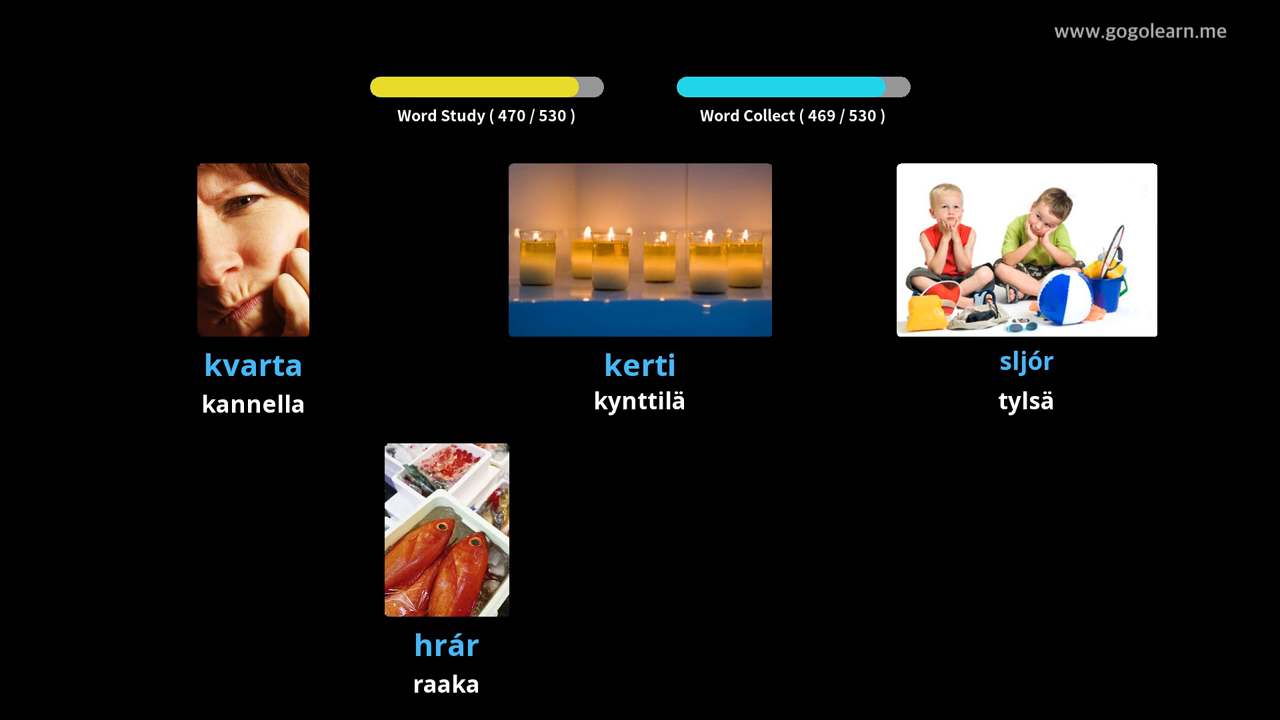 www.gogolearn.me
Word Study ( 470 / 530 )
Word Collect ( 469 / 530 )
kvarta
kannella
kerti
kynttilä
sljór
tylsä
hrár
raaka